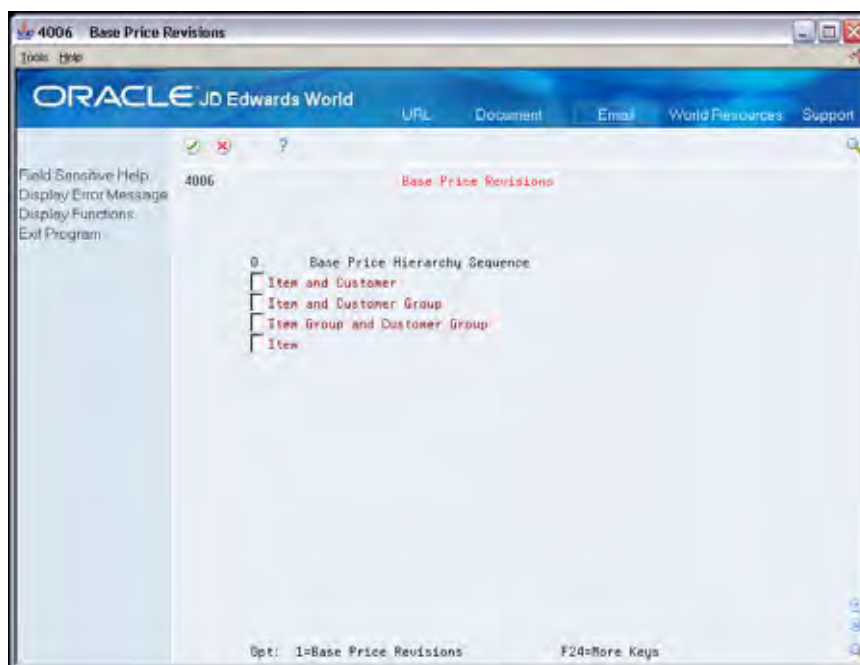 4006 Base Price Revisions
Tools Help
ORACLE JD Edwards World
URL Document Email World Resources Support
?
Field Sensitive Help
Display Error Message
Display Functions
Exit Program
4006 Base Price Revisions
O Base Price Hierarchy Sequence
Item and Customer
Item and Customer Group
Item Group and Customer Group
Item
Opt: 1=Base Price Revisions F24=More Keys